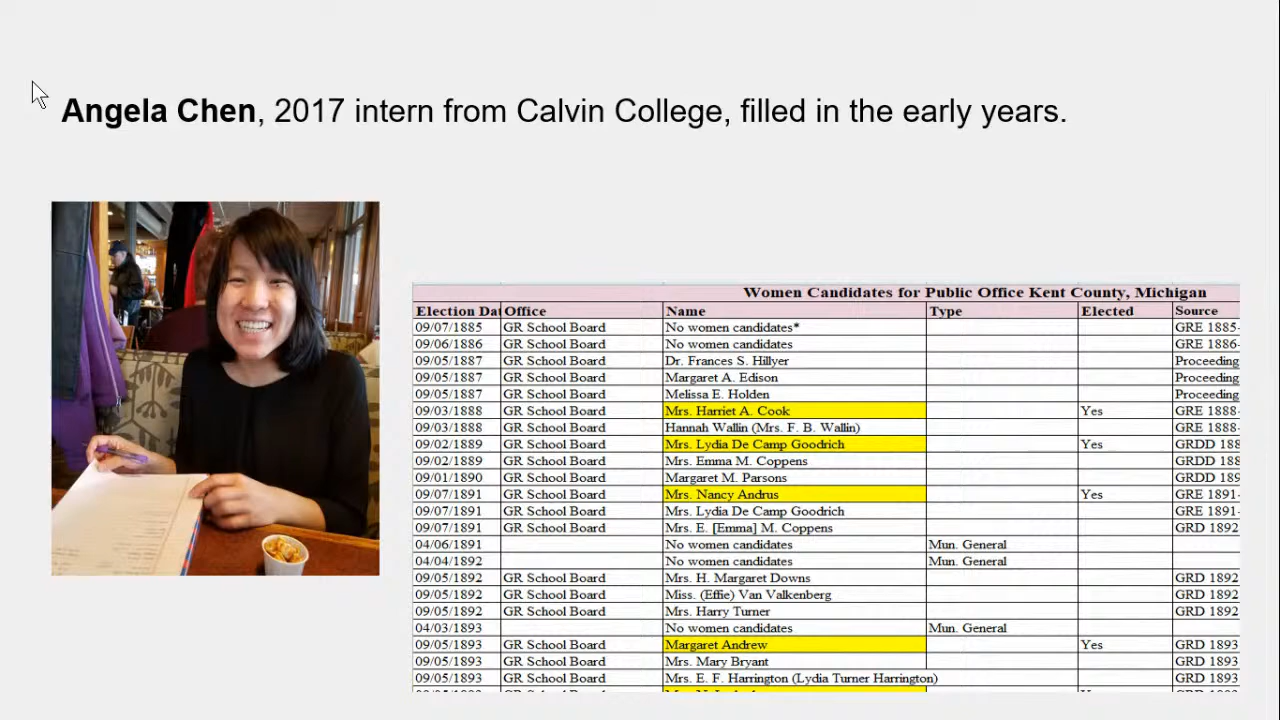 Angela Chen, 2017 intern from Calvin College, filled in the early years.
Women Candidates for Public Office Kent County, Michigan
Election Dat Office Name Type Elected Source
09/07/1885 GR School Board No women candidates* GRE 1885-
09/06/1886 GR School Board No women candidates GRE 1886-
09/05/1887 GR School Board Dr. Frances S. Hillyer Proceeding
09/05/1887 GR School Board Margaret A. Edison Proceeding
09/05/1887 GR School Board Melissa E. Holden Proceeding
09/03/1888 GR School Board Mrs. Harriet A. Cook Yes GRE 1888-
09/03/1888 GR School Board Hannah Wallin (Mrs. F. B. Wallin) GRE 1888-
09/02/1889 GR School Board Mrs. Lydia De Camp Goodrich Yes GRDD 188
09/02/1889 GR School Board Mrs. Emma M. Coppens GRDD 188
09/01/1890 GR School Board Margaret M. Parsons GRDD 189
09/07/1891 GR School Board Mrs. Nancy Andrus Yes GRE 1891-
09/07/1891 GR School Board Mrs. Lydia De Camp Goodrich GRE 1891-
09/07/1891 GR School Board Mrs. E. [Emma] M. Coppens GRD 1892
04/06/1891 No women candidates Mun. General
04/04/1892 No women candidates Mun. General
09/05/1892 GR School Board Mrs. H. Margaret Downs GRD 1892
09/05/1892 GR School Board Miss. (Effie) Van Valkenberg GRD 1892
09/05/1892 GR School Board Mrs. Harry Turner GRD 1892
04/03/1893 No women candidates Mun. General
09/05/1893 GR School Board Margaret Andrew Yes GRD 1893
09/05/1893 GR School Board Mrs. Mary Bryant GRD 1893
09/05/1893 GR School Board Mrs. E. F. Harrington (Lydia Turner Harrington) GRD 1893